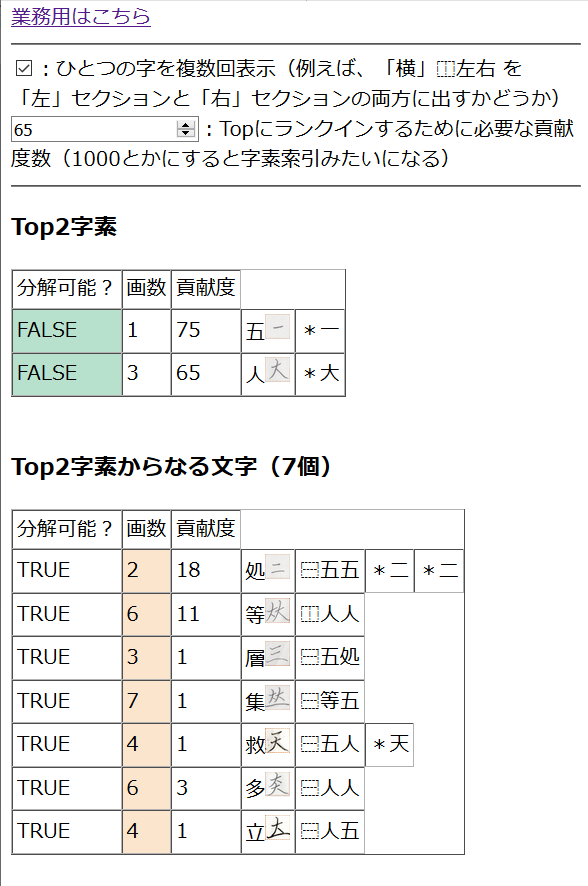 業務用はこちら
☑：ひとつの字を複数回表示（例えば、「横」⿰左右 を
「左」セクションと「右」セクションの両方に出すかどうか）
65：Topにランクインするために必要な貢献
度数（1000とかにすると字素索引みたいになる）
Top2字素
分解可能？ 画数 貢献度
FALSE 1 75 五 ＊一
FALSE 3 65 人 ＊大
Top2字素からなる文字（7個）
分解可能？ 画数 貢献度
TRUE 2 18 処 ⿱五五 ＊二 ＊二
TRUE 6 11 等 ⿰人人
TRUE 3 1 層 ⿱五処
TRUE 7 1 集 ⿱等五
TRUE 4 1 救 ⿱五人 ＊天
TRUE 6 3 多 ⿱人人
TRUE 4 1 立 ⿱人五